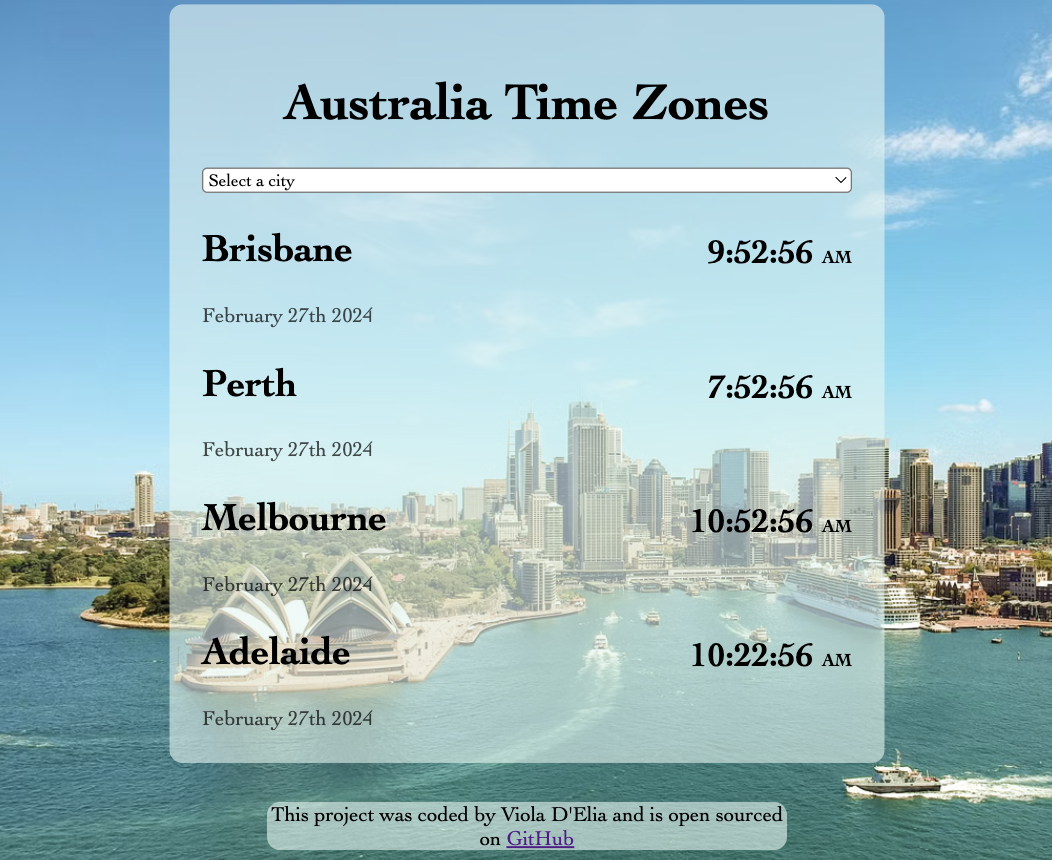 Australia Time Zones
Select a city
Brisbane 9:52:56 AM
February 27th 2024
Perth 7:52:56 AM
February 27th 2024
Melbourne 10:52:56 AM
February 27th 2024
Adelaide 10:22:56 AM
February 27th 2024
This project was coded by Viola D'Elia and is open sourced
on GitHub